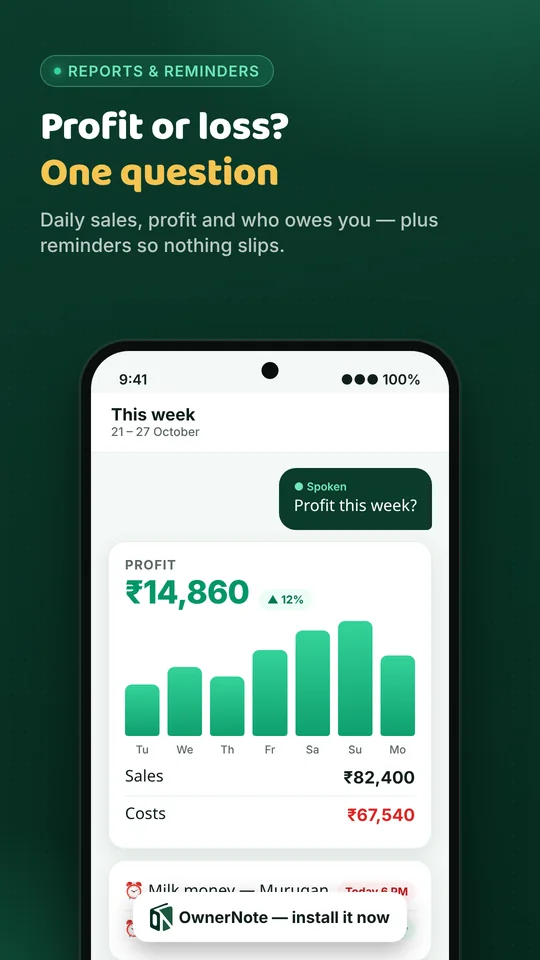 REPORTS & REMINDERS
Profit or loss?
One question
Daily sales, profit and who owes you — plus
reminders so nothing slips.
9:41
100%
This week
21 – 27 October
Spoken
Profit this week?
PROFIT
₹14,860
▲ 12%
Tu We Th Fr Sa Su Mo
Sales ₹82,400
Costs ₹67,540
Milk money — Murugan Today 6 PM
OwnerNote — install it now